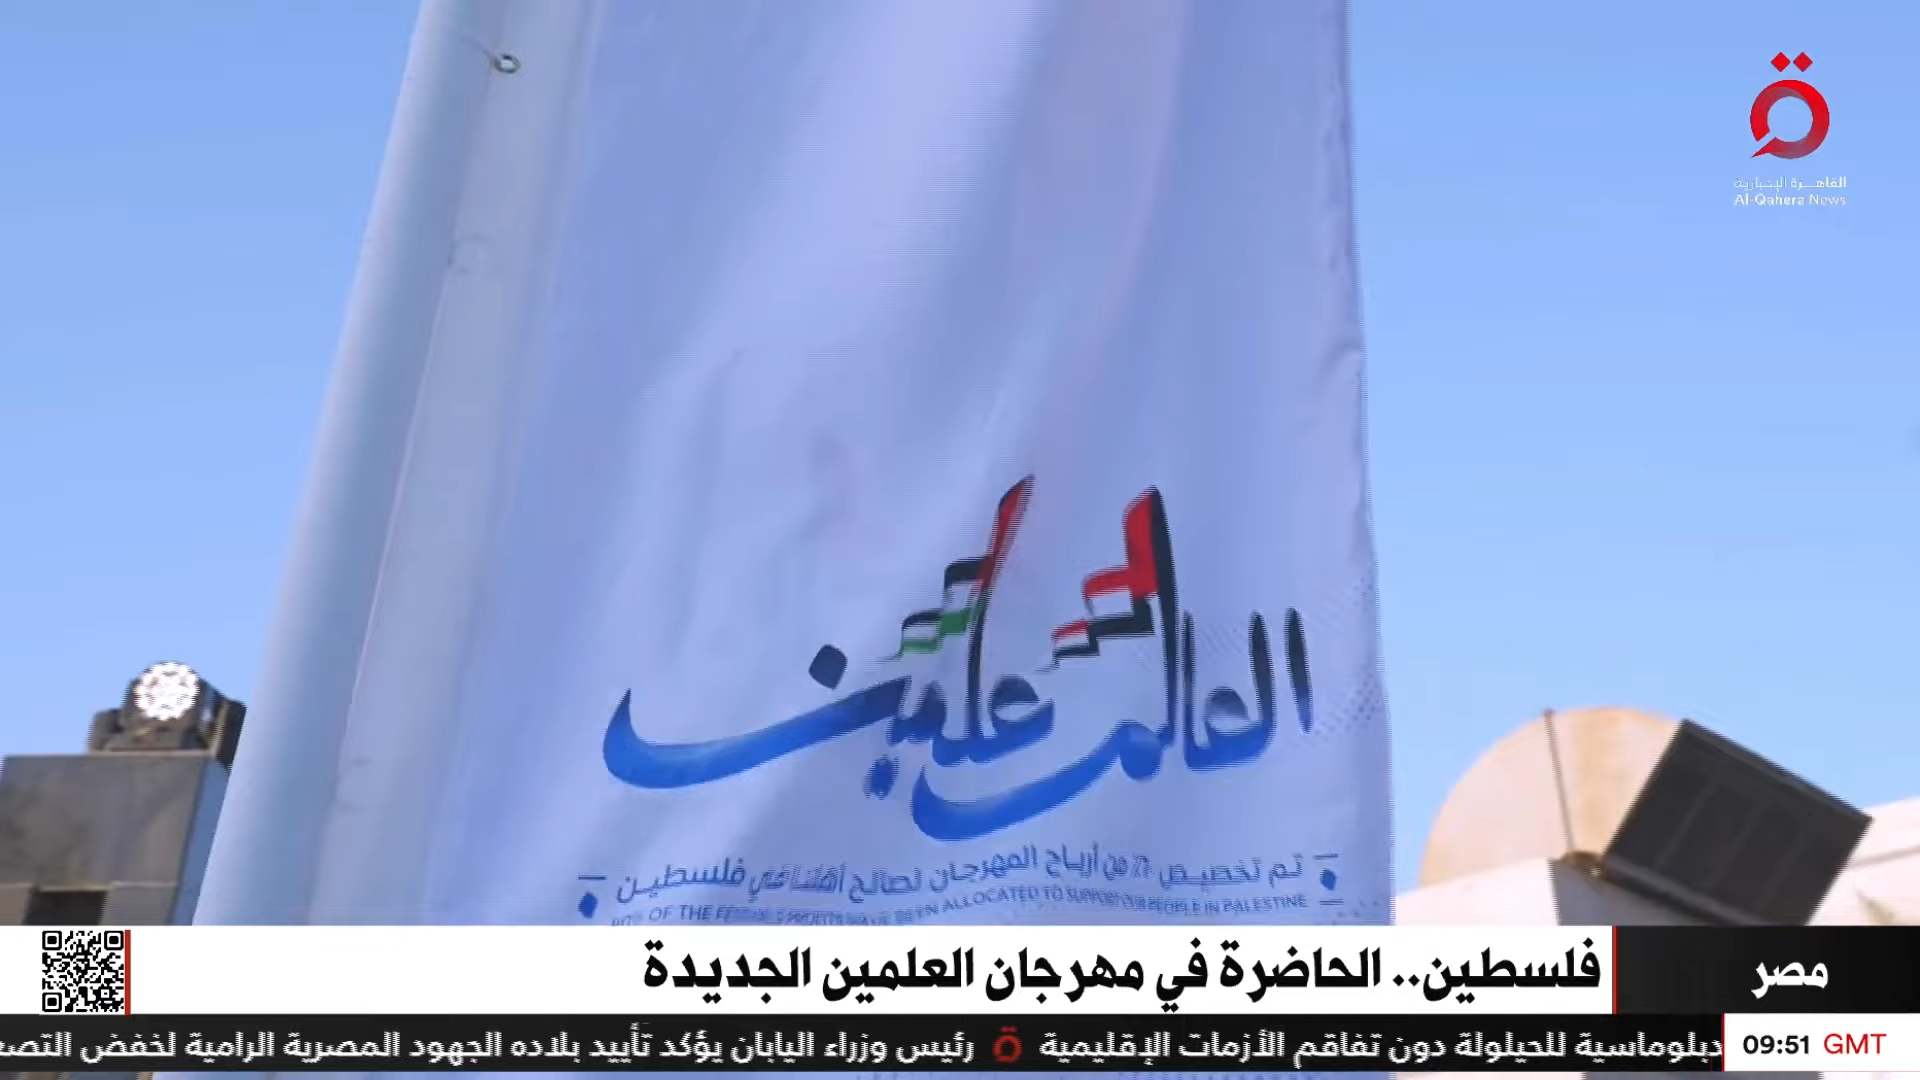 القاهرة الإخبارية
Al-Qahera News
العالم علمين
تم تخصيص من أرباح المهرجان لصالح أهلنا في فلسطين
OF THE ALLOCATED TO SUPPORT OUR PEOPLE IN PALESTINE
مصر
فلسطين.. الحاضرة في مهرجان العلمين الجديدة
09:51 GMT
دبلوماسية للحيلولة دون تفاقم الأزمات الإقليمية
رئيس وزراء اليابان يؤكد تأييد بلاده الجهود المصرية الرامية لخفض